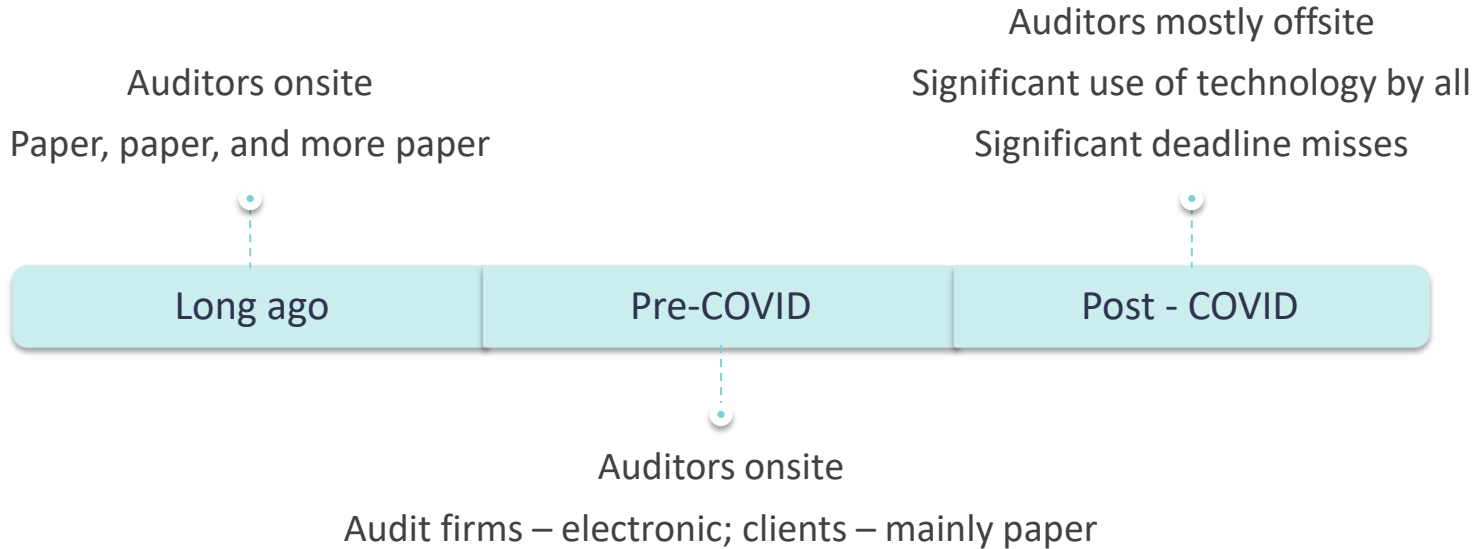 Auditors onsite
Paper, paper, and more paper
Auditors mostly offsite
Significant use of technology by all
Significant deadline misses
Long ago
Pre-COVID
Post - COVID
Auditors onsite
Audit firms – electronic; clients – mainly paper